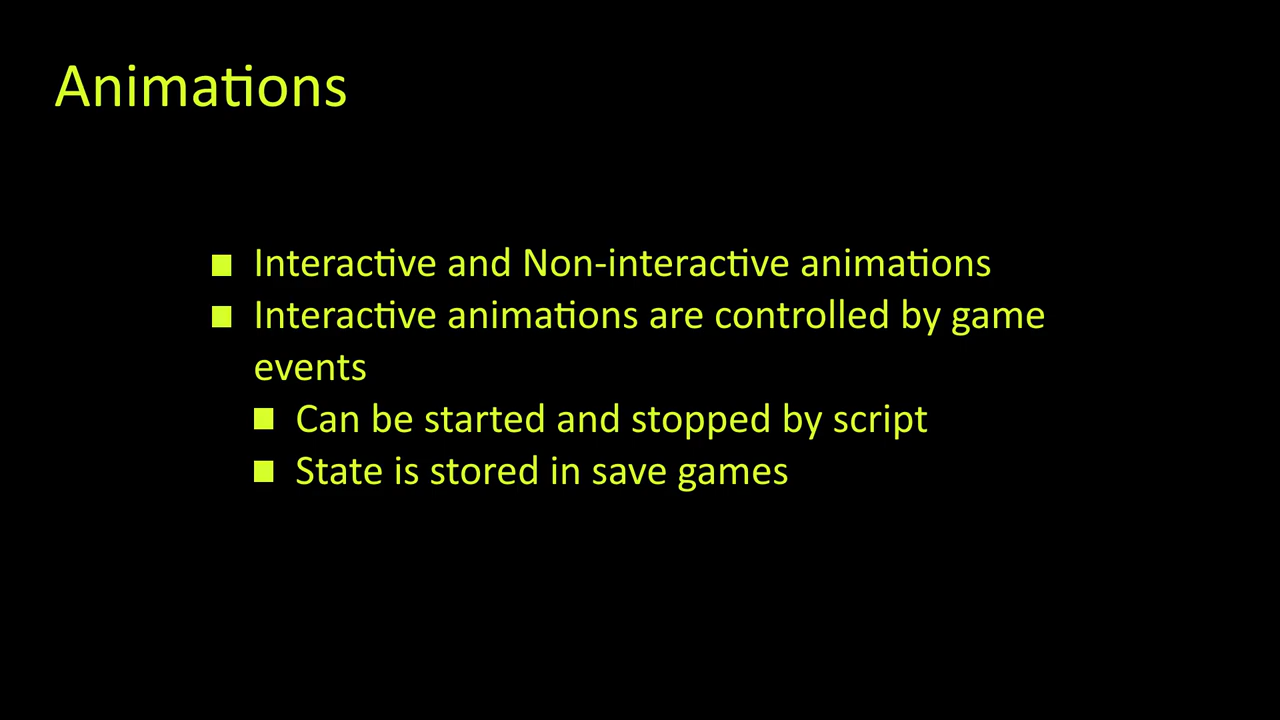 Animations
■ Interactive and Non-interactive animations
■ Interactive animations are controlled by game
events
■ Can be started and stopped by script
■ State is stored in save games